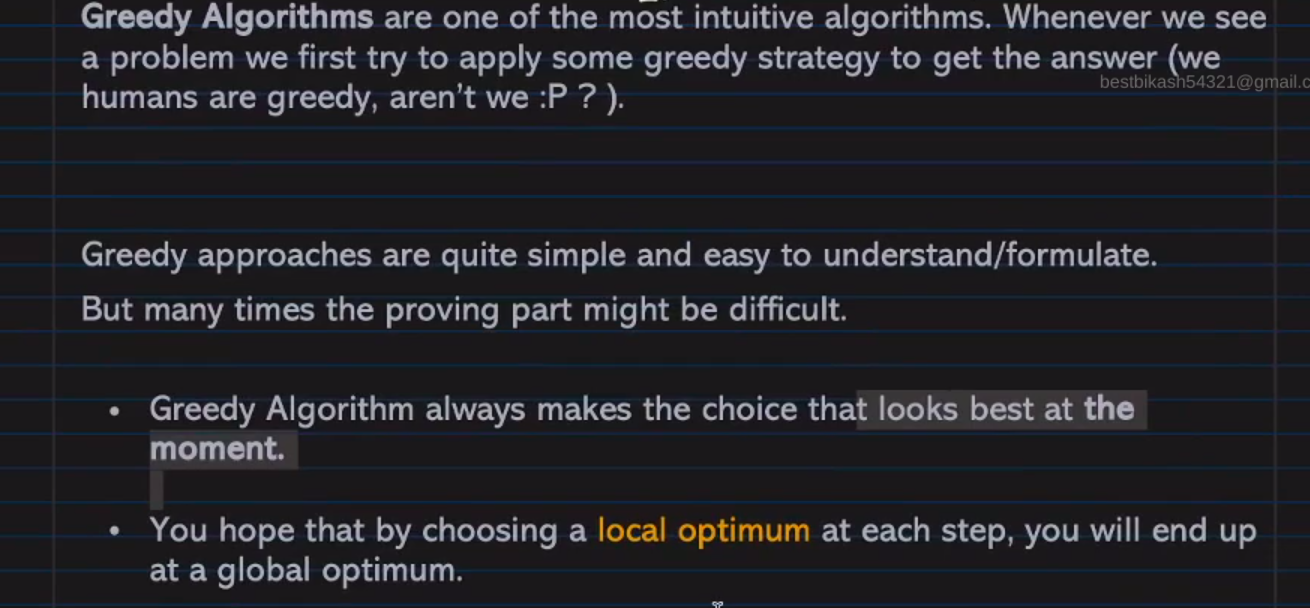 Greedy Algorithms are one of the most intuitive algorithms. Whenever we see
a problem we first try to apply some greedy strategy to get the answer (we
bestbikash54321@gmail.c
humans are greedy, aren't we :P ? ).
Greedy approaches are quite simple and easy to understand/formulate.
But many times the proving part might be difficult.
• Greedy Algorithm always makes the choice that looks best at the
moment.
• You hope that by choosing a local optimum at each step, you will end up
at a global optimum.